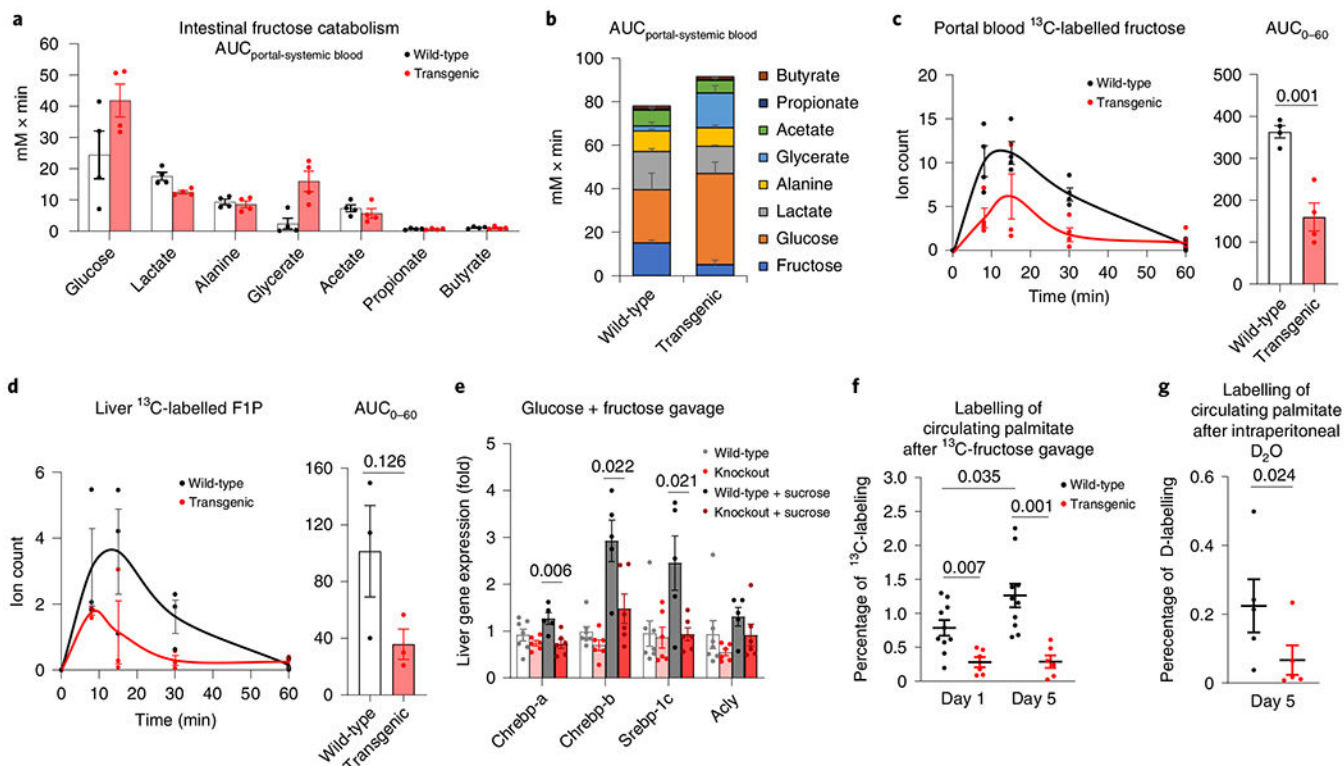 a
Intestinal fructose catabolism
AUCportal-systemic blood
Wild-type
Transgenic
mM × min
60
50
40
30
20
10
0
Glucose
Lactate
Alanine
Glycerate
Acetate
Propionate
Butyrate
b
AUCportal-systemic blood
mM × min
100
80
60
40
20
0
Wild-type
Transgenic
Butyrate
Propionate
Acetate
Glycerate
Alanine
Lactate
Glucose
Fructose
c
Portal blood 13C-labelled fructose
Wild-type
Transgenic
Ion count
20
15
10
5
0
0 10 20 30 40 50 60
Time (min)
AUC0–60
500
400
300
200
100
0
0.001
Wild-type
Transgenic
d
Liver 13C-labelled F1P
Wild-type
Transgenic
Ion count
6
4
2
0
0 10 20 30 40 50 60
Time (min)
AUC0–60
160
120
80
40
0
0.126
Wild-type
Transgenic
e
Glucose + fructose gavage
Wild-type
Knockout
Wild-type + sucrose
Knockout + sucrose
Liver gene expression (fold)
5
4
3
2
1
0
0.006
0.022
0.021
Chrebp-a
Chrebp-b
Srebp-1c
Acly
f
Labelling of
circulating palmitate
after 13C-fructose gavage
Wild-type
Transgenic
Percentage of 13C-labeling
3.0
2.5
2.0
1.5
1.0
0.5
0
0.035
0.007
0.001
Day 1
Day 5
g
Labelling of
circulating palmitate
after intraperitoneal
D2O
Perecentage of D-labelling
0.6
0.4
0.2
0.0
0.024
Day 5